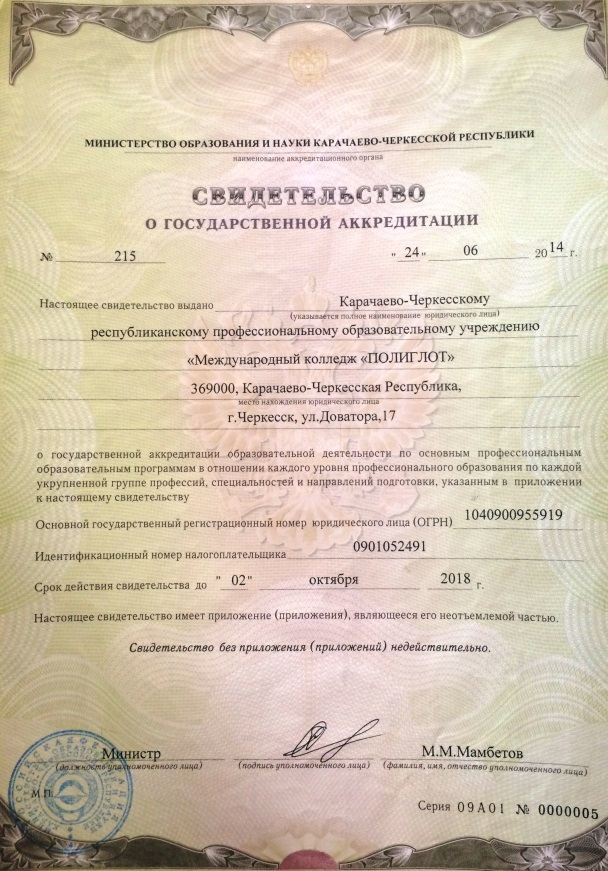 МИНИСТЕРСТВО ОБРАЗОВАНИЯ И НАУКИ КАРАЧАЕВО-ЧЕРКЕССКОЙ РЕСПУБЛИКИ
наименование аккредитационного органа
СВИДЕТЕЛЬСТВО
О ГОСУДАРСТВЕННОЙ АККРЕДИТАЦИИ
№ 215 "24" 06 2014 г.
Настоящее свидетельство выдано Карачаево-Черкесскому
(указывается полное наименование юридического лица)
республиканскому профессиональному образовательному учреждению
«Международный колледж «ПОЛИГЛОТ»
369000, Карачаево-Черкесская Республика,
место нахождения юридического лица
г.Черкесск, ул.Доватора,17
о государственной аккредитации образовательной деятельности по основным профессиональным
образовательным программам в отношении каждого уровня профессионального образования по каждой
укрупненной группе профессий, специальностей и направлений подготовки, указанным в приложении
к настоящему свидетельству
Основной государственный регистрационный номер юридического лица (ОГРН) 1040900955919
Идентификационный номер налогоплательщика 0901052491
Срок действия свидетельства до "02" октября 2018 г.
Настоящее свидетельство имеет приложение (приложения), являющееся его неотъемлемой частью.
Свидетельство без приложения (приложений) недействительно.
Министр М.М.Мамбетов
(должность уполномоченного лица) (подпись уполномоченного лица) (фамилия, имя, отчество уполномоченного лица)
М.П.
Серия 09А01 № 0000005